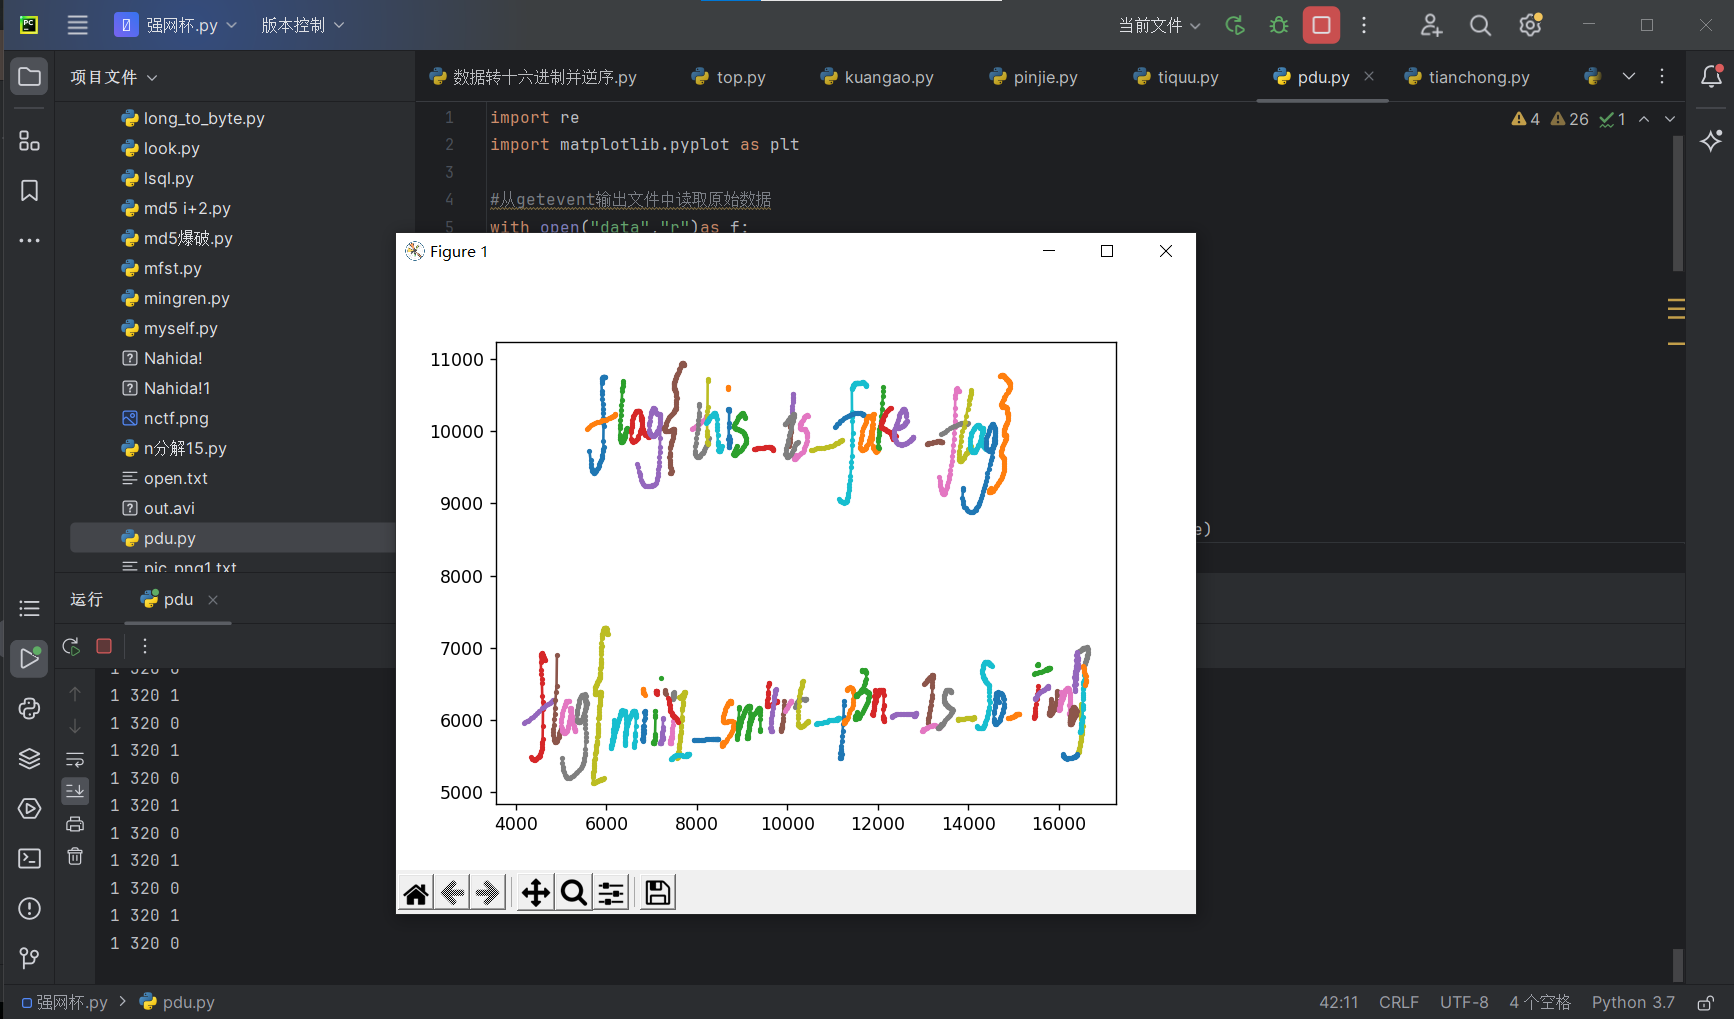 强网杯.py
版本控制
当前文件
项目文件
数据转十六进制并逆序.py
top.py
kuangao.py
pinjie.py
tiquu.py
pdu.py
tianchong.py
long_to_byte.py
look.py
lsql.py
md5 i+2.py
md5爆破.py
mfst.py
mingren.py
myself.py
Nahida!
Nahida!1
nctf.png
n分解15.py
open.txt
out.avi
pdu.py
pic_png1.txt
1 import re
2 import matplotlib.pyplot as plt
3
4 #从getevent输出文件中读取原始数据
5 with open("data","r")as f:
4 26 1
e)
Figure 1
11000
10000
9000
8000
7000
6000
5000
4000 6000 8000 10000 12000 14000 16000
flag{this_is_fake_flag}
运行
pdu
1 320 0
1 320 1
1 320 0
1 320 1
1 320 0
1 320 1
1 320 0
1 320 1
1 320 0
1 320 1
1 320 0
强网杯.py > pdu.py
42:11 CRLF UTF-8 4 个空格 Python 3.7